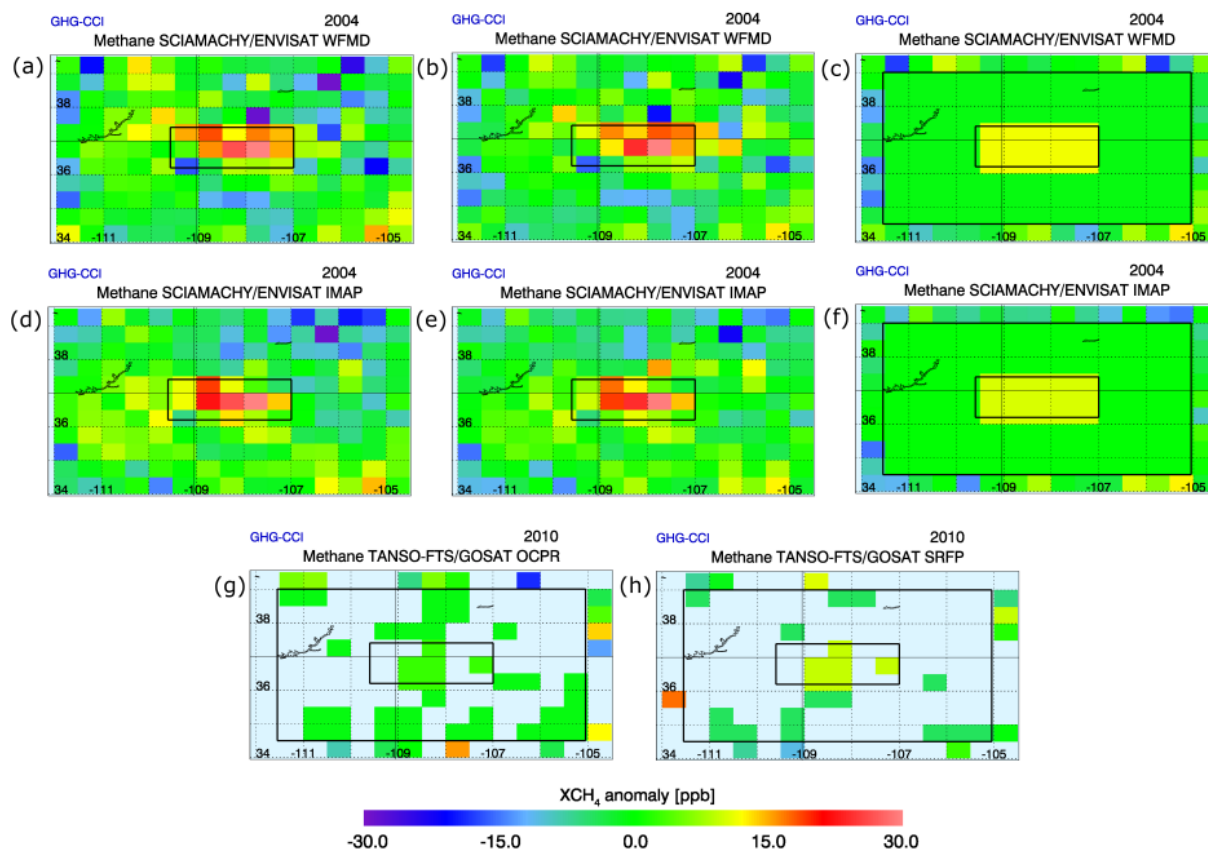 GHG-CCI 2004
Methane SCIAMACHY/ENVISAT WFMD
(a)
38
36
34 -111 -109 -107 -105
GHG-CCI 2004
Methane SCIAMACHY/ENVISAT WFMD
(b)
38
36
34 -111 -109 -107 -105
GHG-CCI 2004
Methane SCIAMACHY/ENVISAT WFMD
(c)
38
36
34 -111 -109 -107 -105
GHG-CCI 2004
Methane SCIAMACHY/ENVISAT IMAP
(d)
38
36
34 -111 -109 -107 -105
GHG-CCI 2004
Methane SCIAMACHY/ENVISAT IMAP
(e)
38
36
34 -111 -109 -107 -105
GHG-CCI 2004
Methane SCIAMACHY/ENVISAT IMAP
(f)
38
36
34 -111 -109 -107 -105
GHG-CCI 2010
Methane TANSO-FTS/GOSAT OCPR
(g)
38
36
34 -111 -109 -107 -105
GHG-CCI 2010
Methane TANSO-FTS/GOSAT SRFP
(h)
38
36
34 -111 -109 -107 -105
XCH₄ anomaly [ppb]
-30.0 -15.0 0.0 15.0 30.0